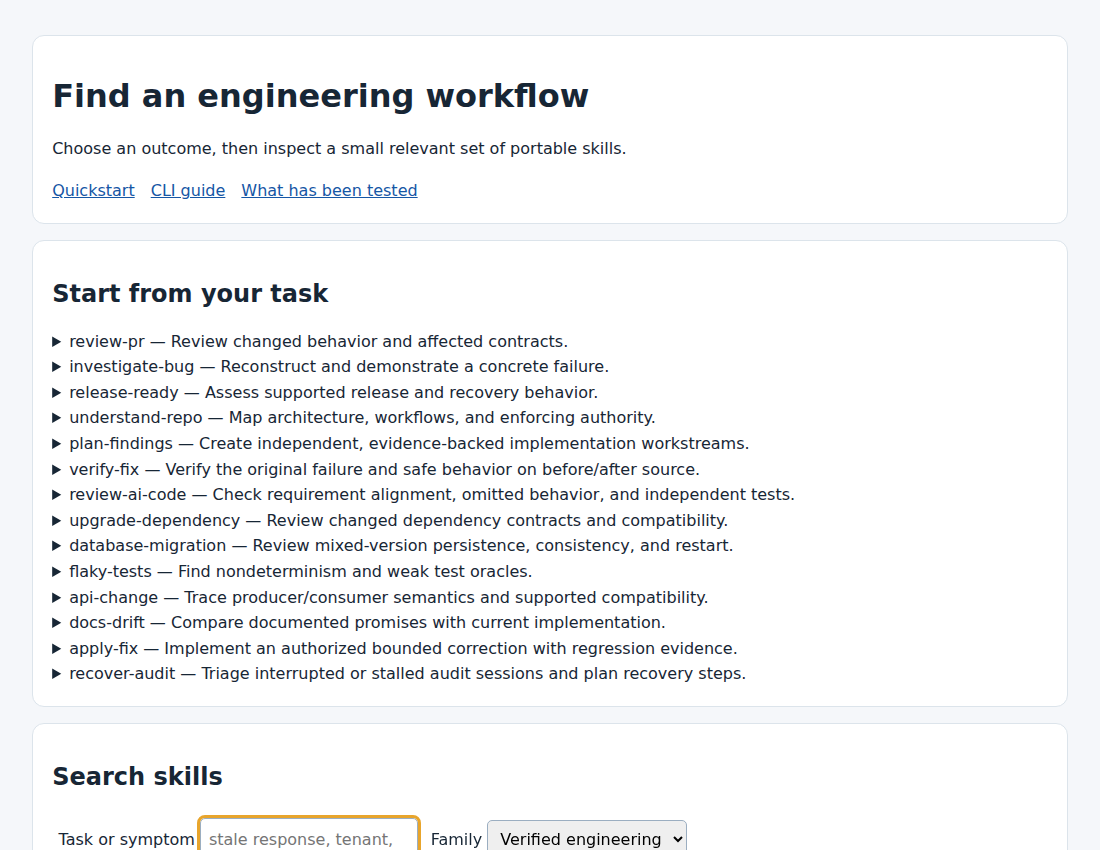 Find an engineering workflow
Choose an outcome, then inspect a small relevant set of portable skills.
Quickstart CLI guide What has been tested
Start from your task
▶ review-pr — Review changed behavior and affected contracts.
▶ investigate-bug — Reconstruct and demonstrate a concrete failure.
▶ release-ready — Assess supported release and recovery behavior.
▶ understand-repo — Map architecture, workflows, and enforcing authority.
▶ plan-findings — Create independent, evidence-backed implementation workstreams.
▶ verify-fix — Verify the original failure and safe behavior on before/after source.
▶ review-ai-code — Check requirement alignment, omitted behavior, and independent tests.
▶ upgrade-dependency — Review changed dependency contracts and compatibility.
▶ database-migration — Review mixed-version persistence, consistency, and restart.
▶ flaky-tests — Find nondeterminism and weak test oracles.
▶ api-change — Trace producer/consumer semantics and supported compatibility.
▶ docs-drift — Compare documented promises with current implementation.
▶ apply-fix — Implement an authorized bounded correction with regression evidence.
▶ recover-audit — Triage interrupted or stalled audit sessions and plan recovery steps.
Search skills
Task or symptom stale response, tenant, Family Verified engineering